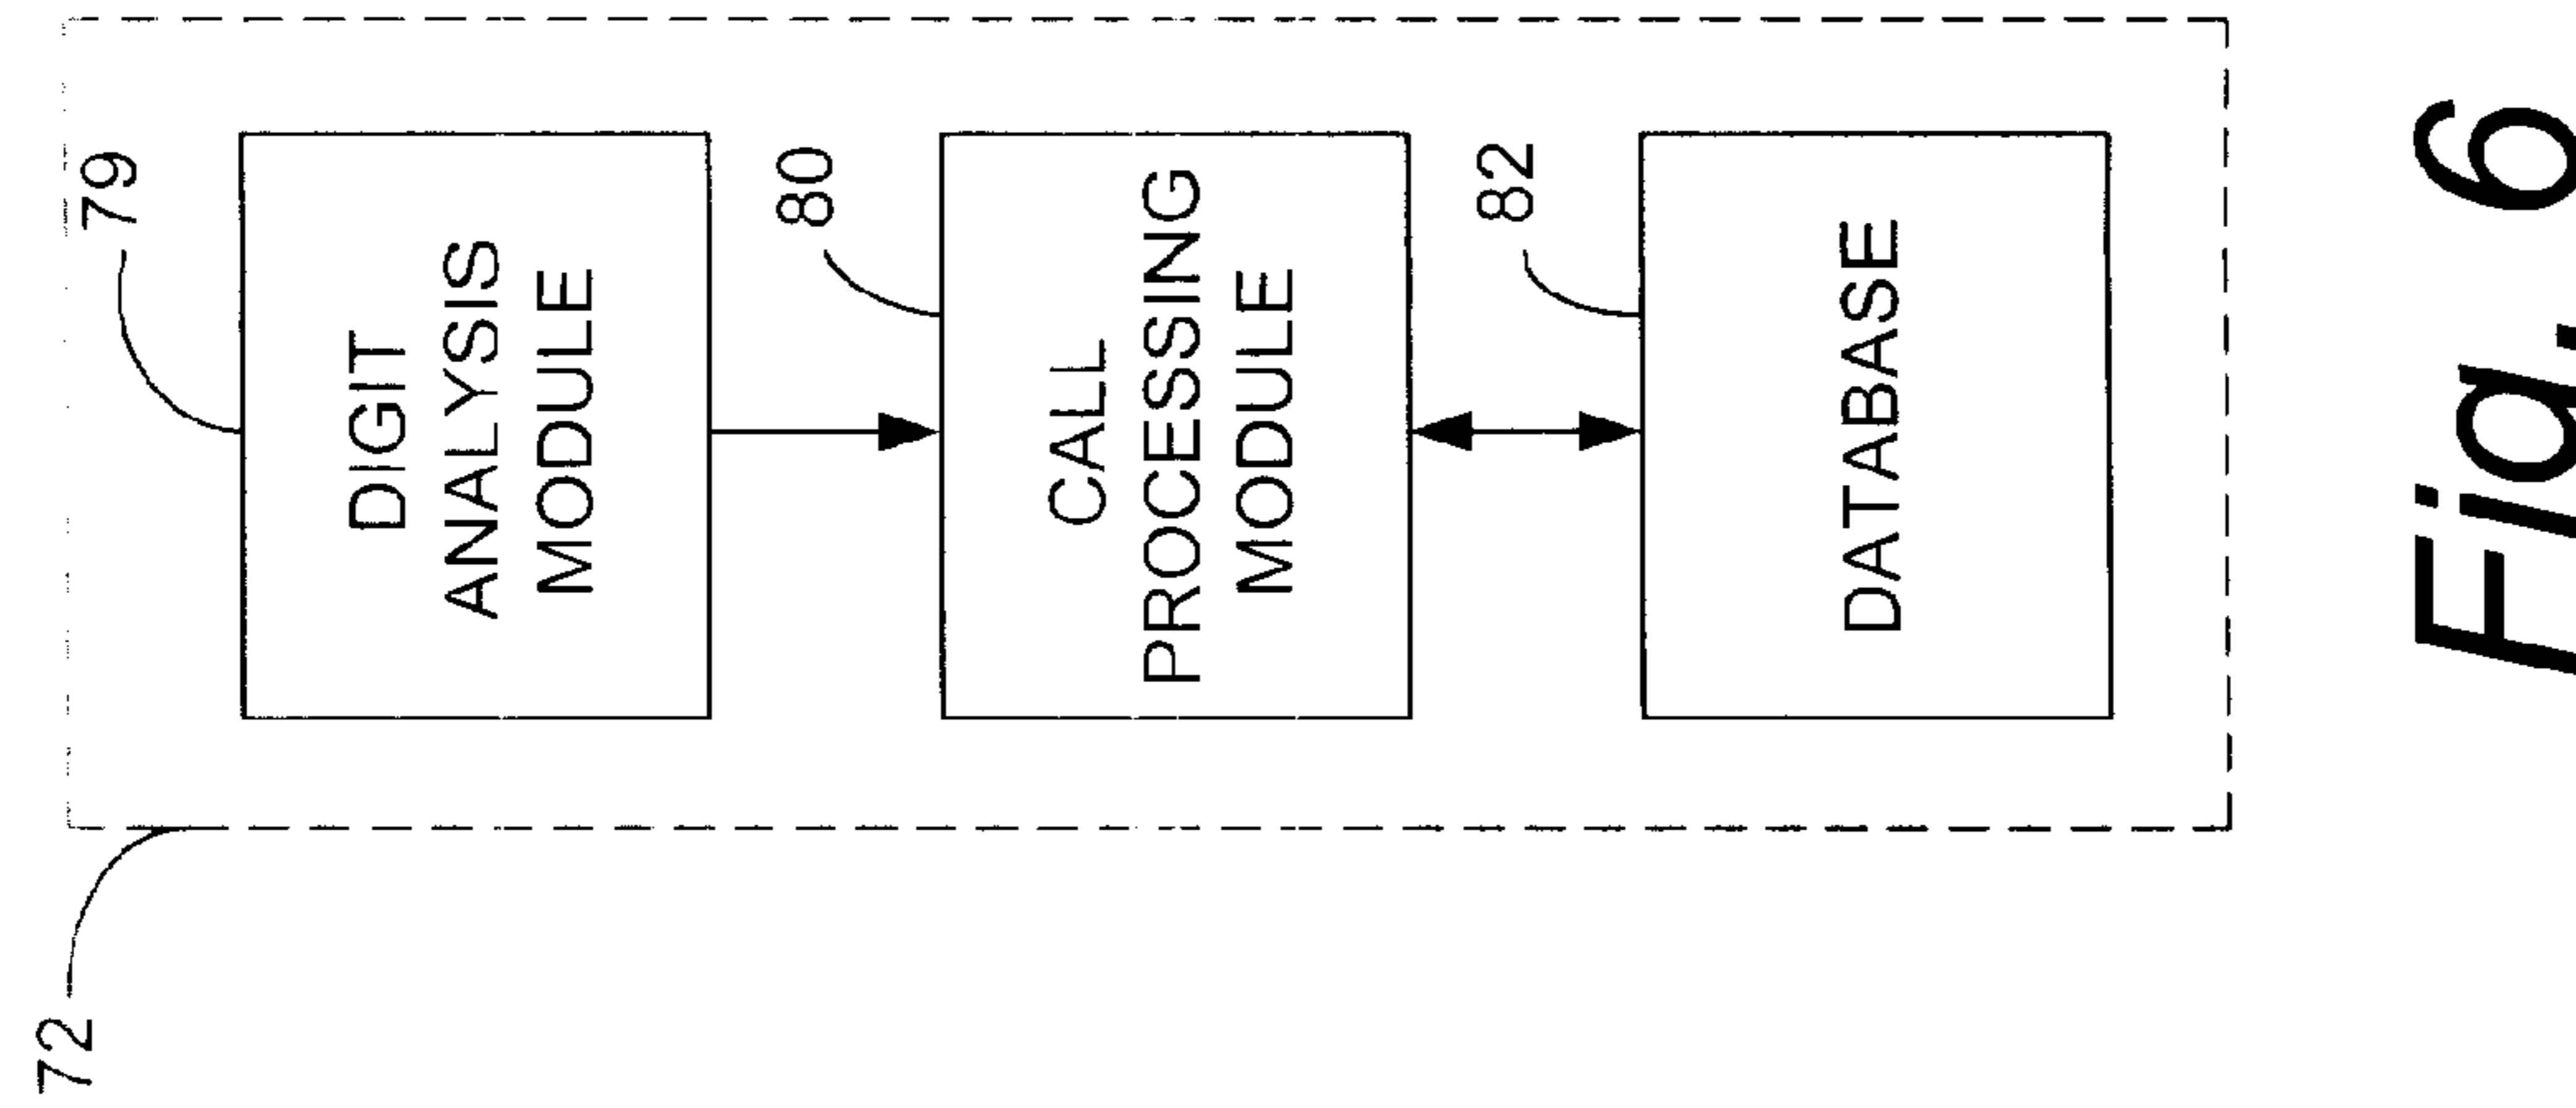 72
79
DIGIT
ANALYSIS
MODULE
80
CALL
PROCESSING
MODULE
82
DATABASE
Fig. 6